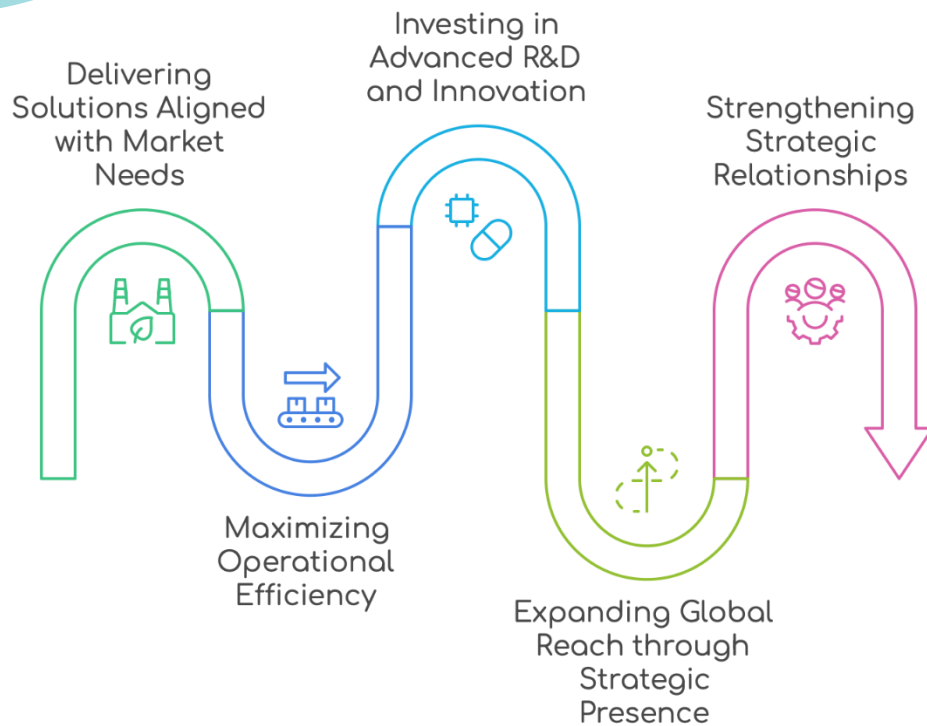 Delivering
Solutions Aligned
with Market
Needs
Maximizing
Operational
Efficiency
Investing in
Advanced R&D
and Innovation
Expanding Global
Reach through
Strategic
Presence
Strengthening
Strategic
Relationships